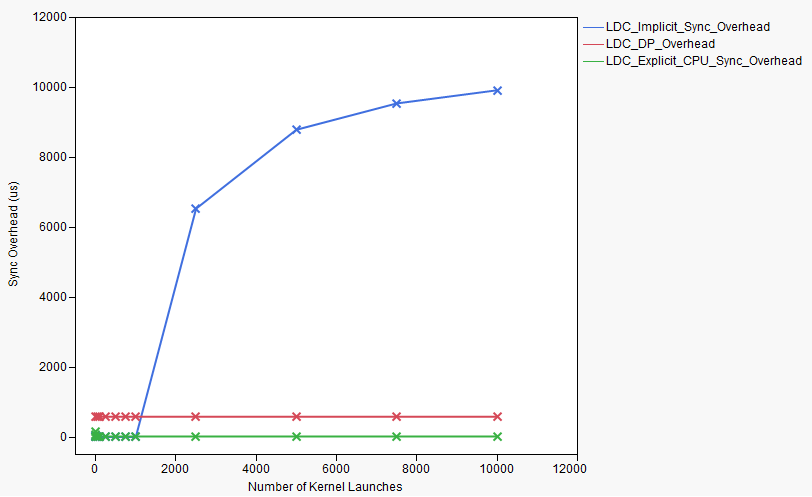 12000
10000
8000
6000
4000
2000
0
Sync Overhead (us)
0
2000
4000
6000
8000
10000
12000
Number of Kernel Launches
LDC_Implicit_Sync_Overhead
LDC_DP_Overhead
LDC_Explicit_CPU_Sync_Overhead